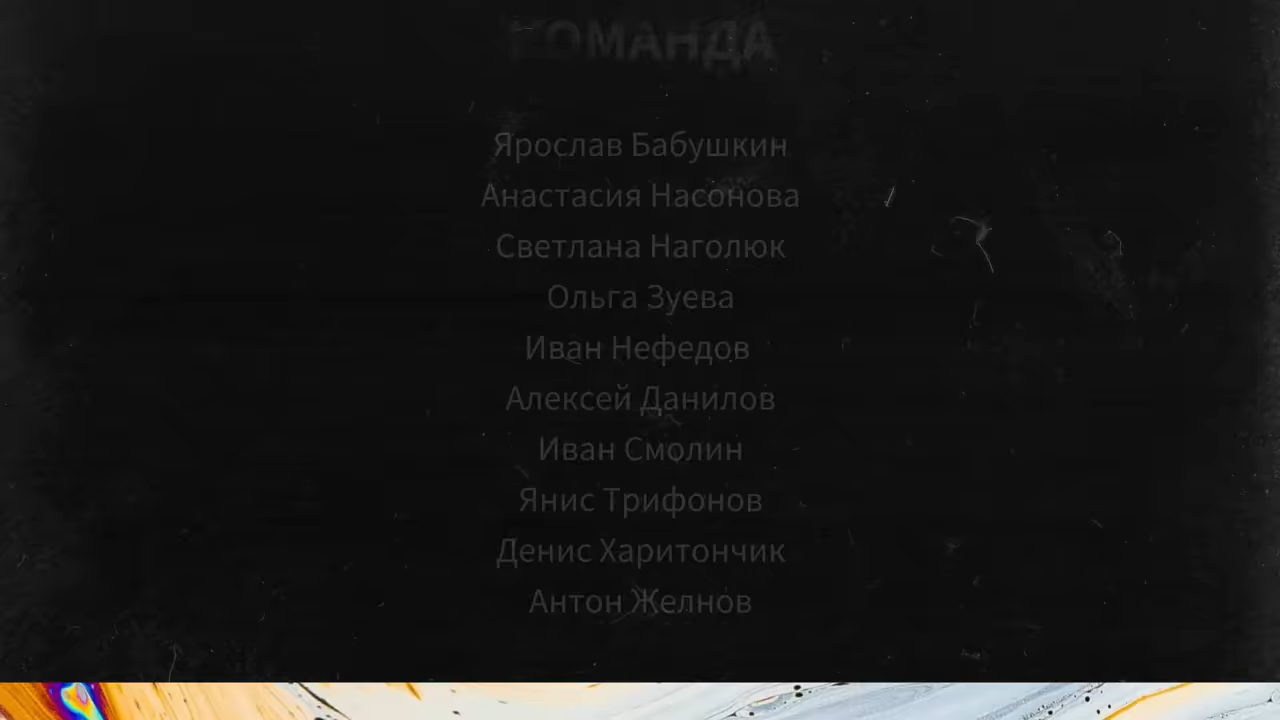 КОМАНДА
Ярослав Бабушкин
Анастасия Насонова
Светлана Наголюк
Ольга Зуева
Иван Нефедов
Алексей Данилов
Иван Смолин
Янис Трифонов
Денис Харитончик
Антон Желнов